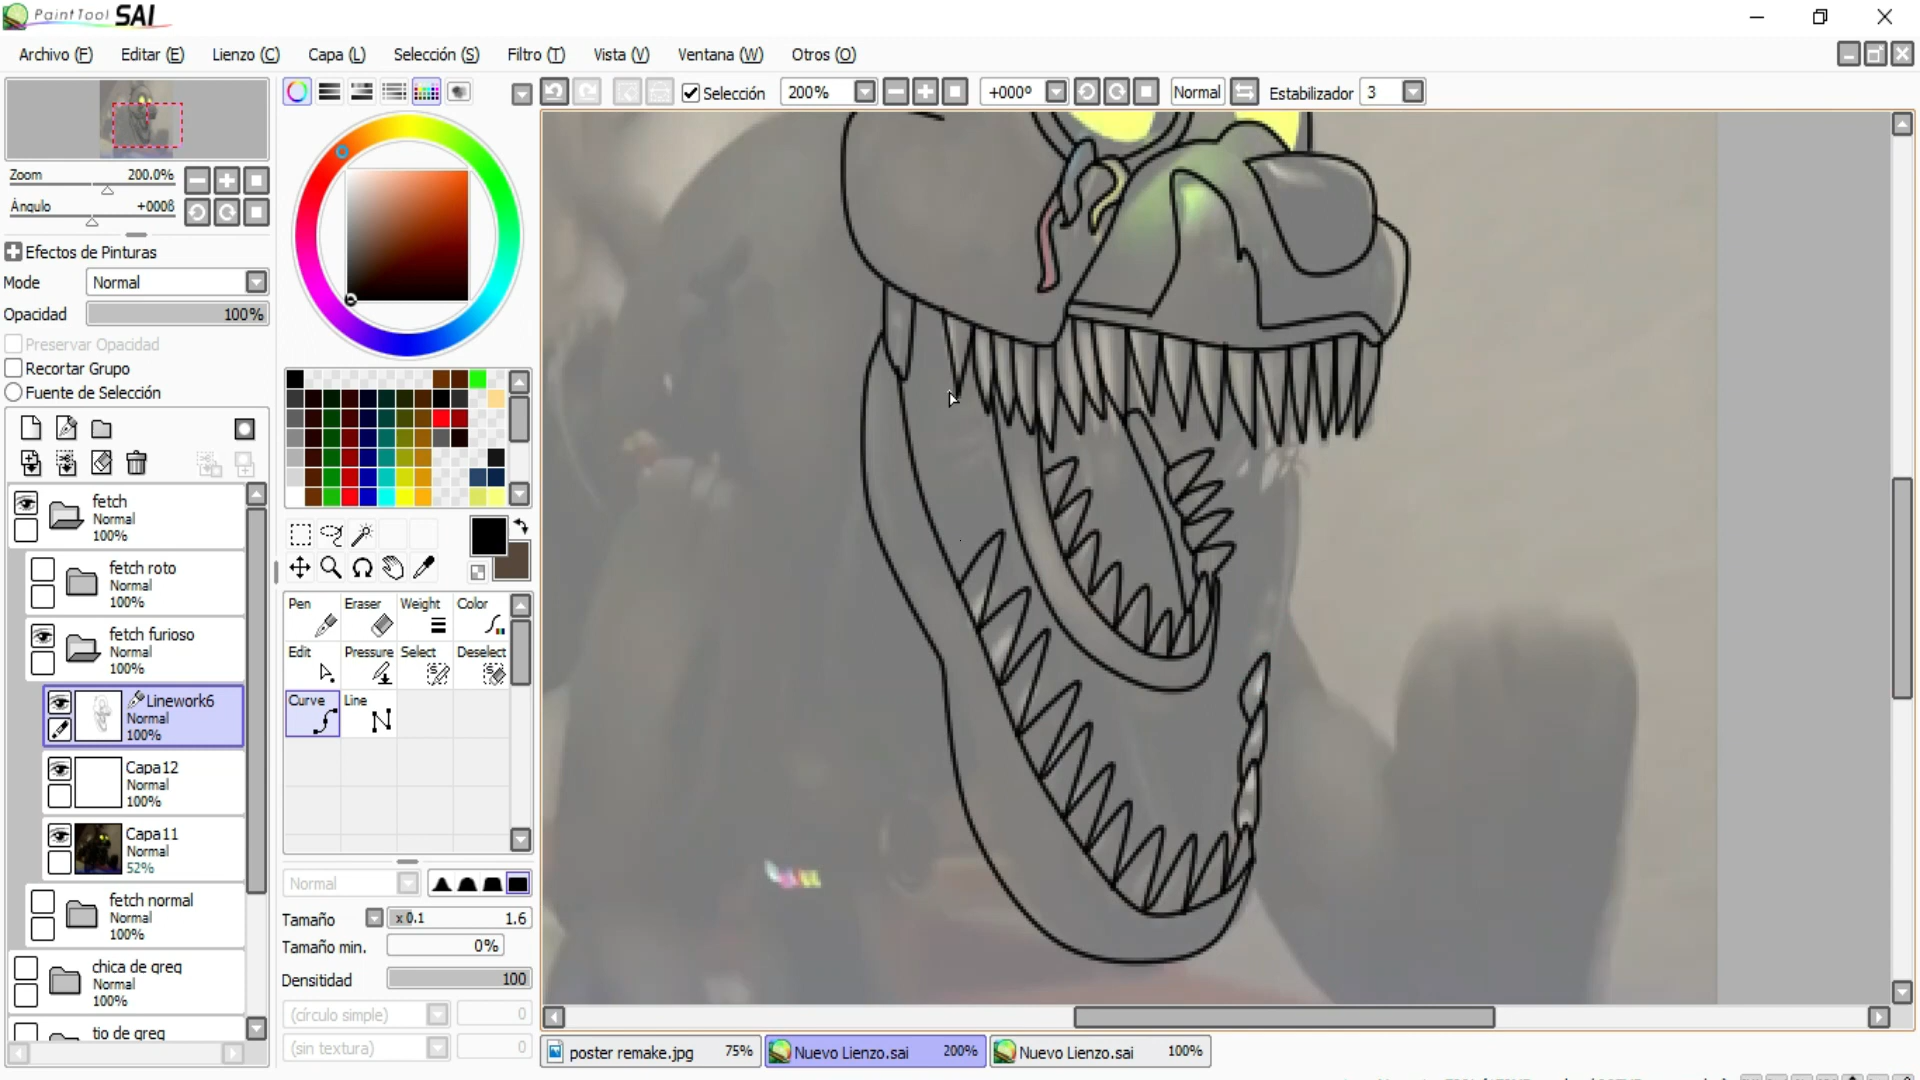 PaintTool SAI
Archivo (F) Editar (E) Lienzo (C) Capa (L) Selección (S) Filtro (T) Vista (V) Ventana (W) Otros (O)
Selección 200% +000º Normal Estabilizador 3
Zoom 200.0%
Ángulo +000º
Efectos de Pinturas
Mode Normal
Opacidad 100%
Preservar Opacidad
Recortar Grupo
Fuente de Selección
fetch
Normal
100%
fetch roto
Normal
100%
fetch furioso
Normal
100%
Linework6
Normal
100%
Capa12
Normal
100%
Capa11
Normal
52%
fetch normal
Normal
100%
chica de greg
Normal
100%
tio de greg
Pen Eraser Weight Color
Edit Pressure Select Deselect
Curve Line
Normal
Tamaño x 0.1 1.6
Tamaño min. 0%
Densitidad 100
(círculo simple) 0
(sin textura) 0
poster remake.jpg 75% Nuevo Lienzo.sai 200% Nuevo Lienzo.sai 100%